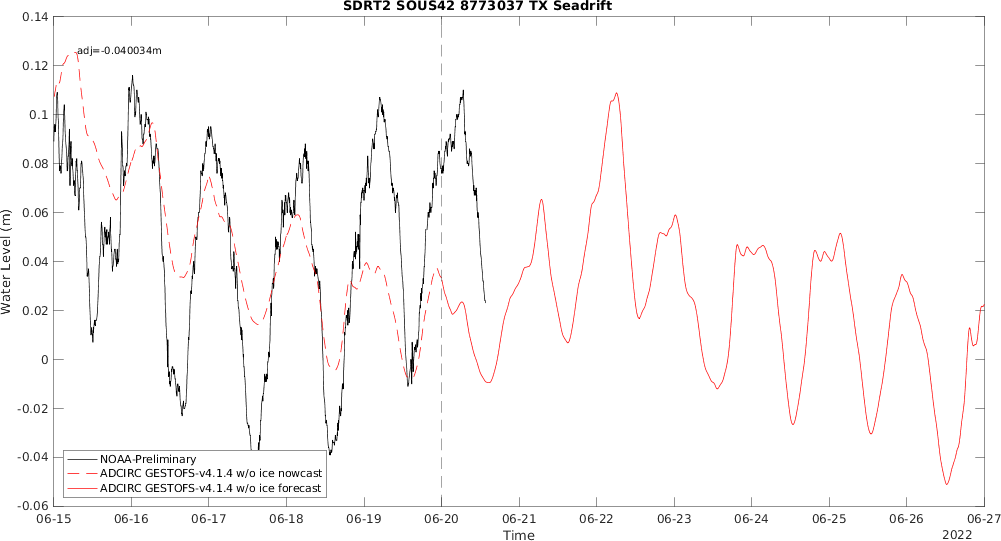 SDRT2 SOUS42 8773037 TX Seadrift
adj=-0.040034m
0.14
0.12
0.1
0.08
0.06
0.04
0.02
0
-0.02
-0.04
-0.06
Water Level (m)
NOAA-Preliminary
ADCIRC GESTOFS-v4.1.4 w/o ice nowcast
ADCIRC GESTOFS-v4.1.4 w/o ice forecast
06-15 06-16 06-17 06-18 06-19 06-20 06-21 06-22 06-23 06-24 06-25 06-26 06-27
Time
2022